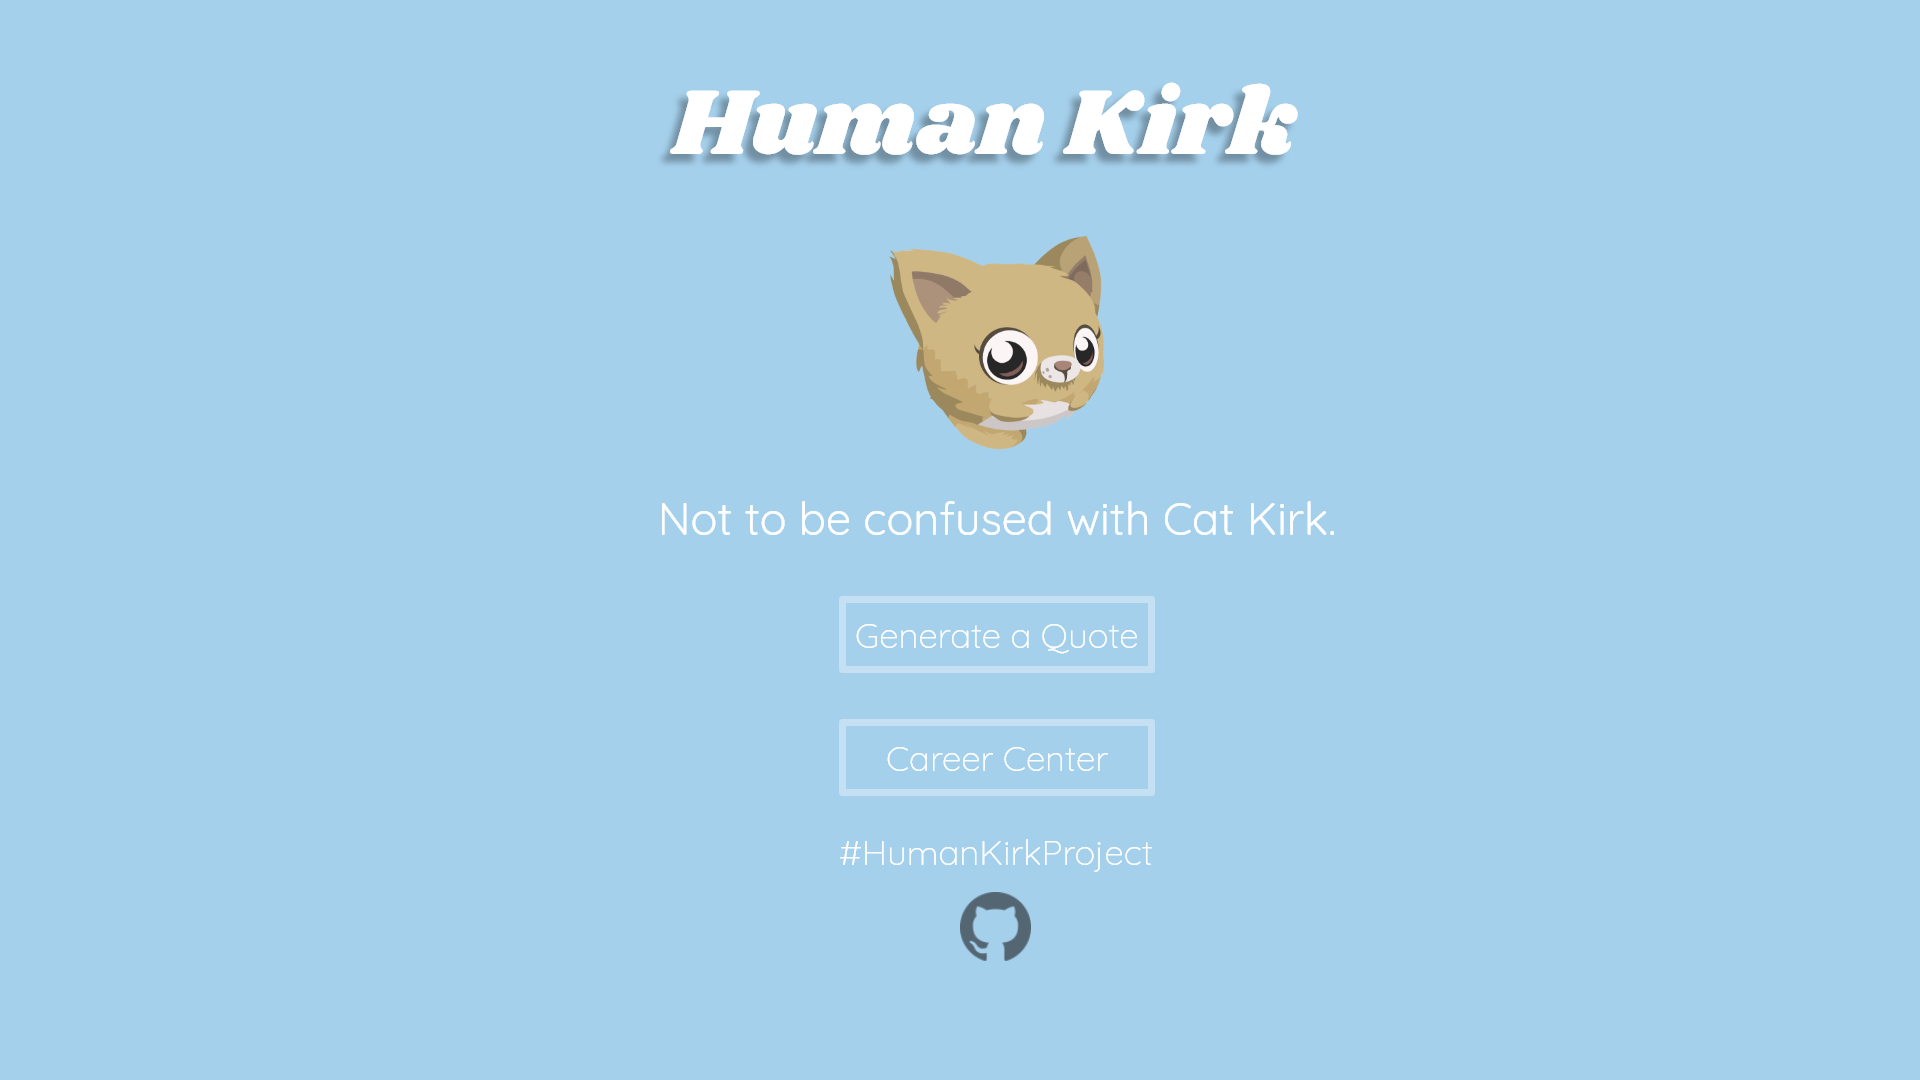 Human Kirk
Not to be confused with Cat Kirk.
Generate a Quote
Career Center
#HumanKirkProject